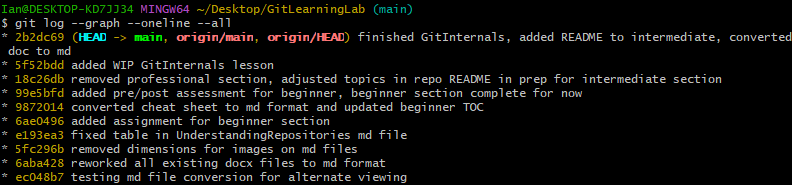 Ian@DESKTOP-KD7JJ34 MINGW64 ~/Desktop/GitLearningLab (main)
$ git log --graph --oneline --all
* 2b2dc69 (HEAD -> main, origin/main, origin/HEAD) finished GitInternals, added README to intermediate, converted
 doc to md
* 5f52bdd added WIP GitInternals lesson
* 18c26db removed professional section, adjusted topics in repo README in prep for intermediate section
* 99e5bfd added pre/post assessment for beginner, beginner section complete for now
* 9872014 converted cheat sheet to md format and updated beginner TOC
* 6ae0496 added assignment for beginner section
* e193ea3 fixed table in UnderstandingRepositories md file
* 5fc296b removed dimensions for images on md files
* 6aba428 reworked all existing docx files to md format
* ec048b7 testing md file conversion for alternate viewing